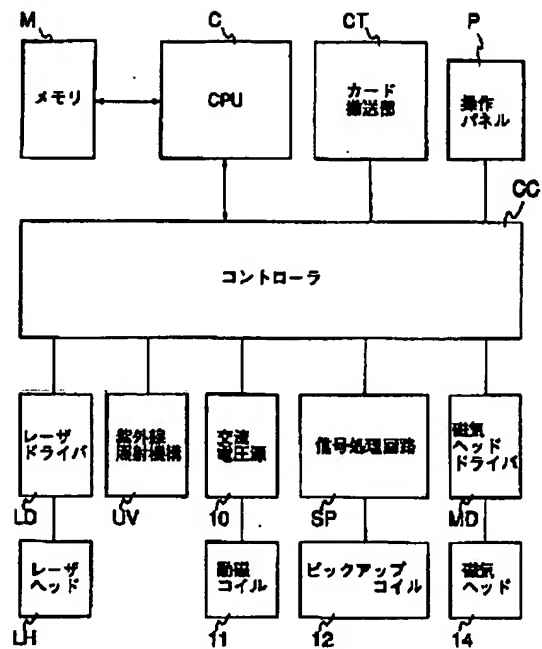 M
C
CT
P
メモリ
CPU
カード
搬送部
操作
パネル
CC
コントローラ
レーザ
ドライバ
紫外線
照射機構
交流
電圧源
信号処理回路
磁気
ヘッド
ドライバ
LD
UV
10
SP
MD
レーザ
ヘッド
励磁
コイル
ピックアップ
コイル
磁気
ヘッド
LH
11
12
14